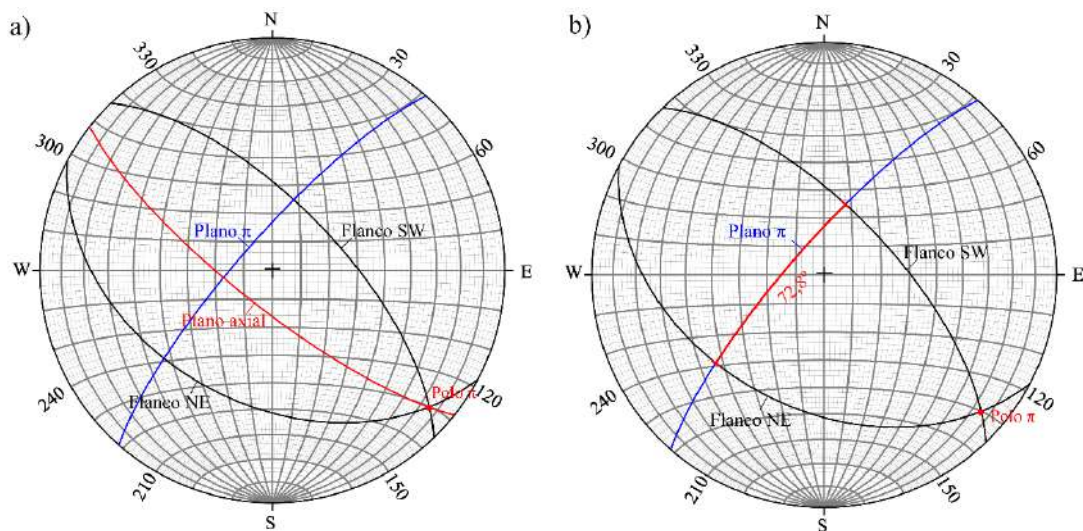 a)
N
330
30
300
60
Plano π
Flanco SW
W
E
Plano axial
240
Flanco NE
Polo π
120
210
150
S
b)
N
330
30
300
60
Plano π
Flanco SW
W
E
72,8°
240
Flanco NE
Polo π
120
210
150
S